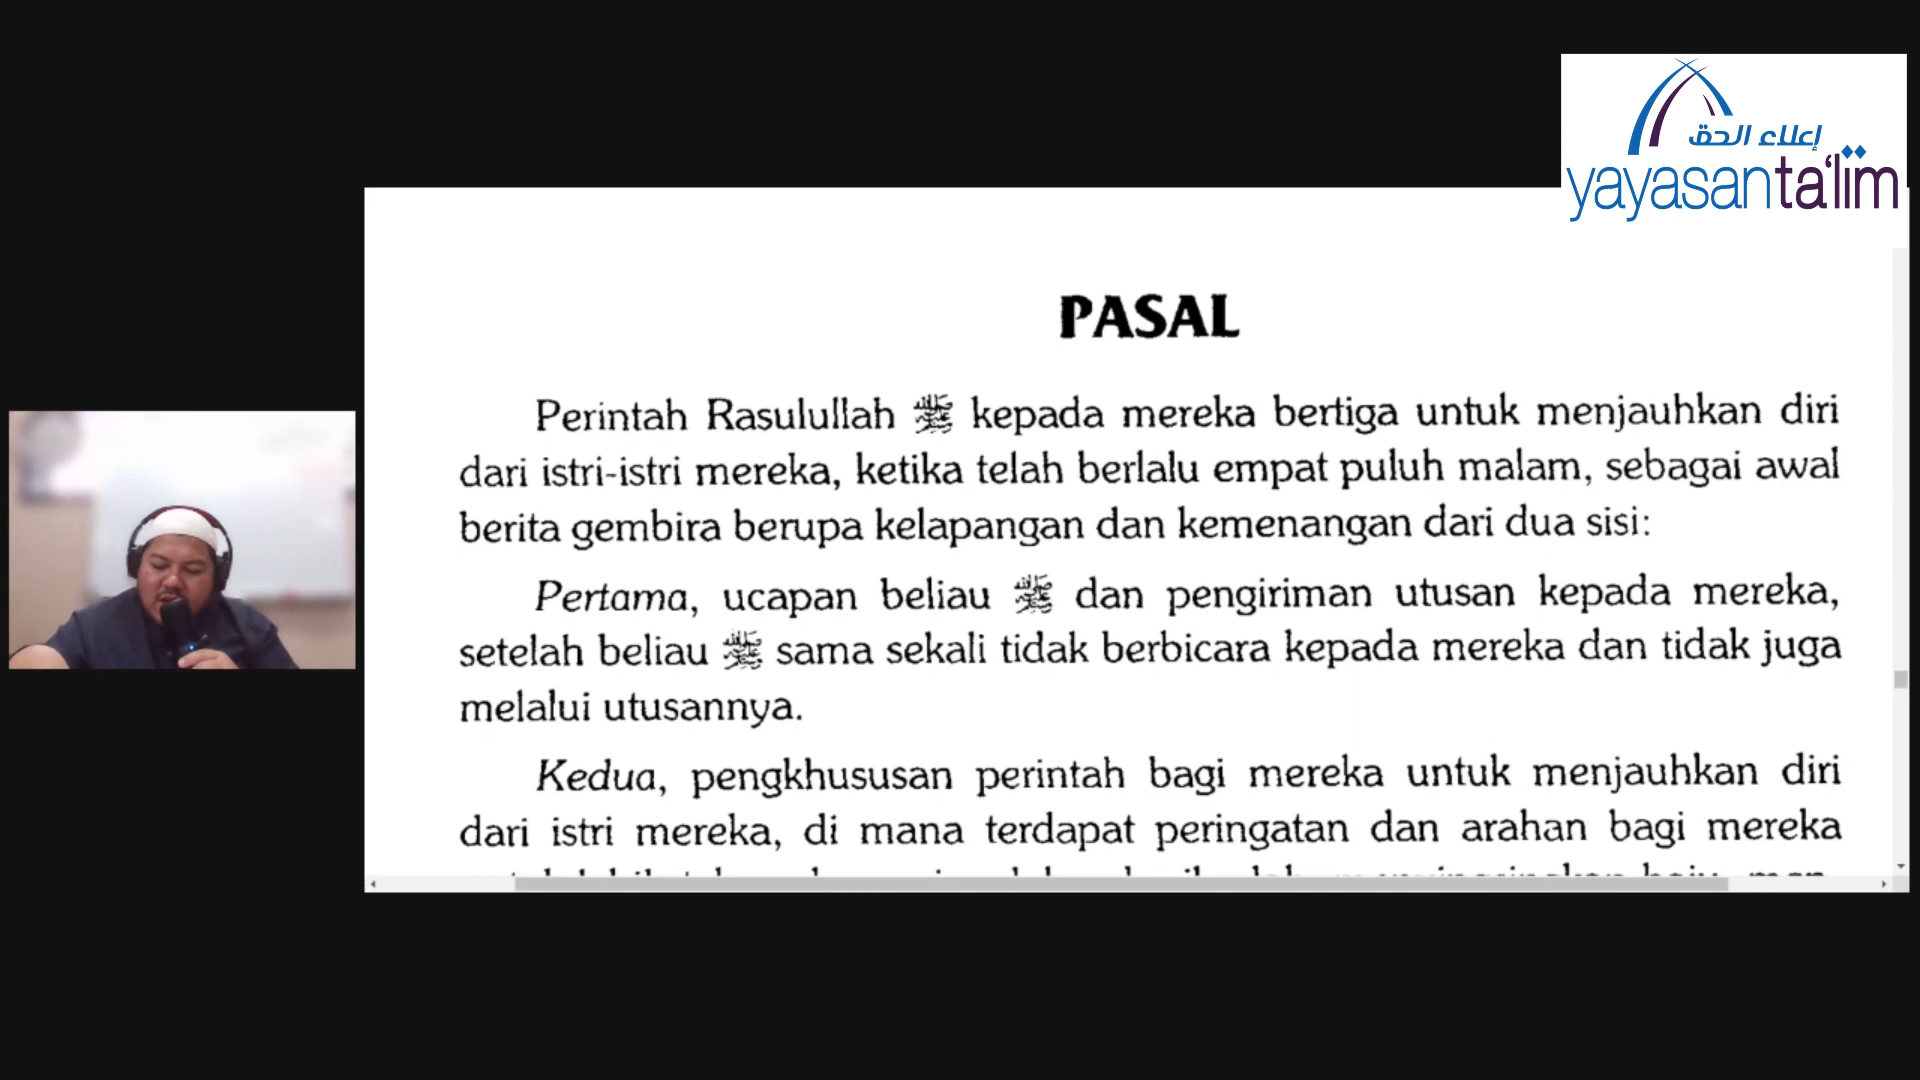 إعلاء الحق
yayasanta'lim
PASAL
Perintah Rasulullah ﷺ kepada mereka bertiga untuk menjauhkan diri
dari istri-istri mereka, ketika telah berlalu empat puluh malam, sebagai awal
berita gembira berupa kelapangan dan kemenangan dari dua sisi:
Pertama, ucapan beliau ﷺ dan pengiriman utusan kepada mereka,
setelah beliau ﷺ sama sekali tidak berbicara kepada mereka dan tidak juga
melalui utusannya.
Kedua, pengkhususan perintah bagi mereka untuk menjauhkan diri
dari istri mereka, di mana terdapat peringatan dan arahan bagi mereka